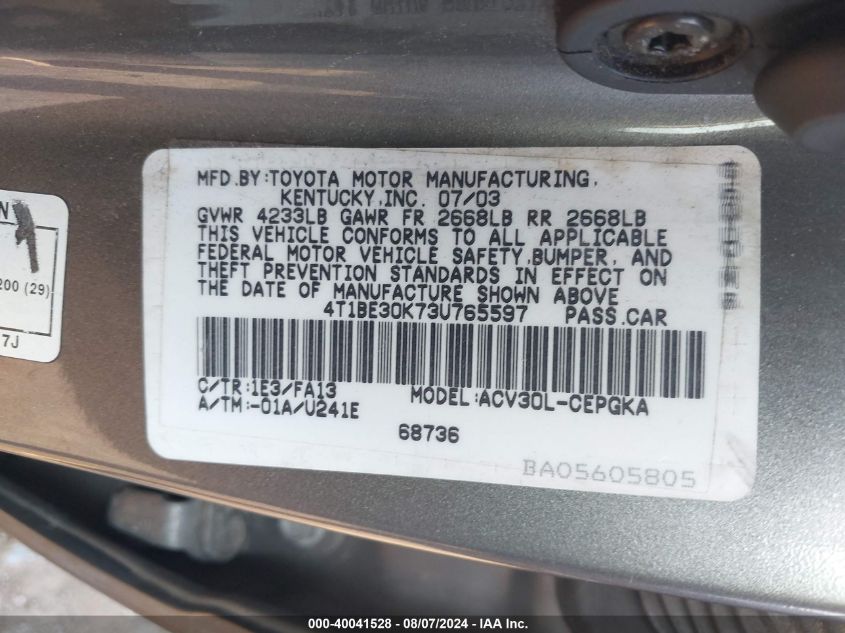 MFD.BY:TOYOTA MOTOR MANUFACTURING,
KENTUCKY,INC. 07/03
GVWR 4233LB GAWR FR 2668LB RR 2668LB
THIS VEHICLE CONFORMS TO ALL APPLICABLE
FEDERAL MOTOR VEHICLE SAFETY,BUMPER, AND
THEFT PREVENTION STANDARDS IN EFFECT ON
THE DATE OF MANUFACTURE SHOWN ABOVE
4T1BE30K73U765597 PASS.CAR
C/TR:1E3/FA13 MODEL:ACV30L-CEPGKA
A/TM:-01A/U241E
68736
BA05605805
N
200 (29)
7J
000-40041528 - 08/07/2024 - IAA Inc.